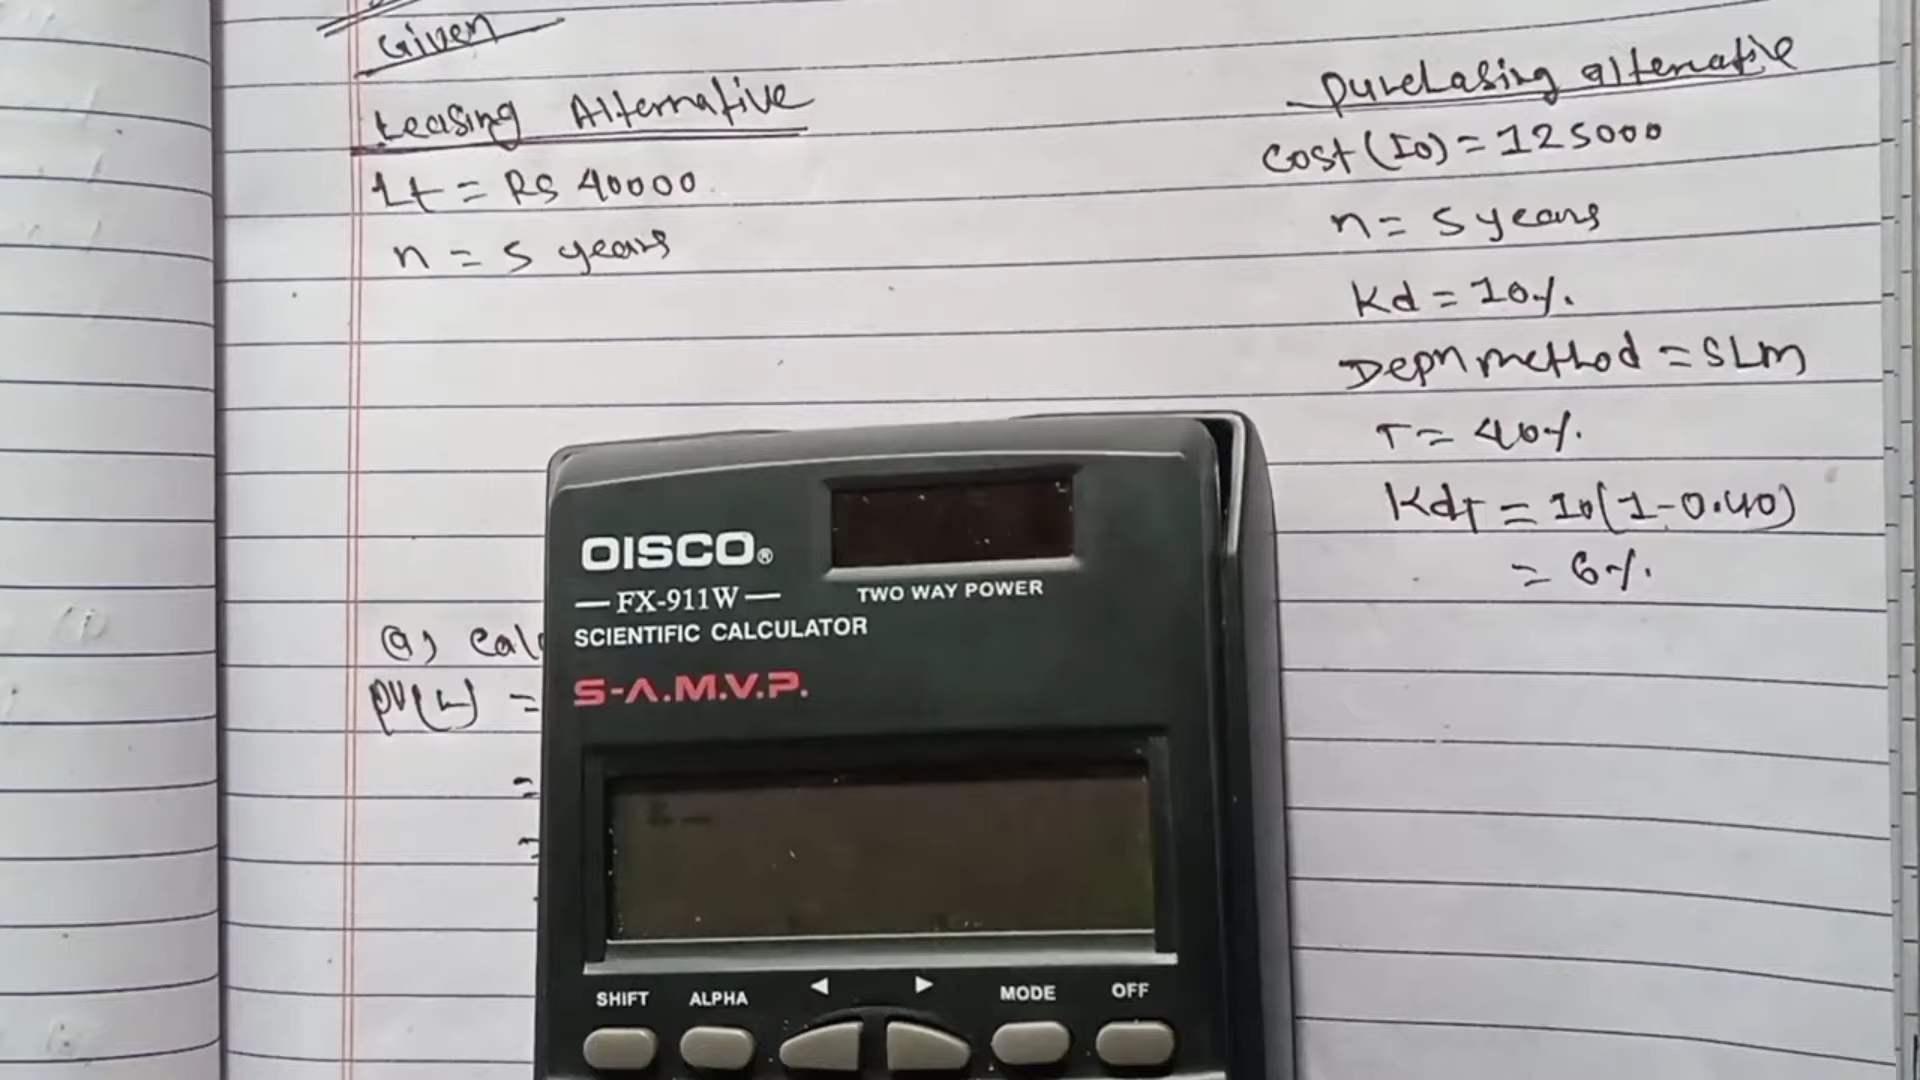 Given
Leasing Alternative
Lt = Rs 40000
n = 5 years
Purchasing alternative
Cost (Io) = 125000
n = 5 years
Kd = 10%.
Depn method = SLM
T = 40%.
KdT = 10(1-0.40)
= 6%.
a) calc
PV(L) =
=
=
OISCO®
FX-911W
TWO WAY POWER
SCIENTIFIC CALCULATOR
S-A.M.V.P.
SHIFT ALPHA ◀ ▶ MODE OFF